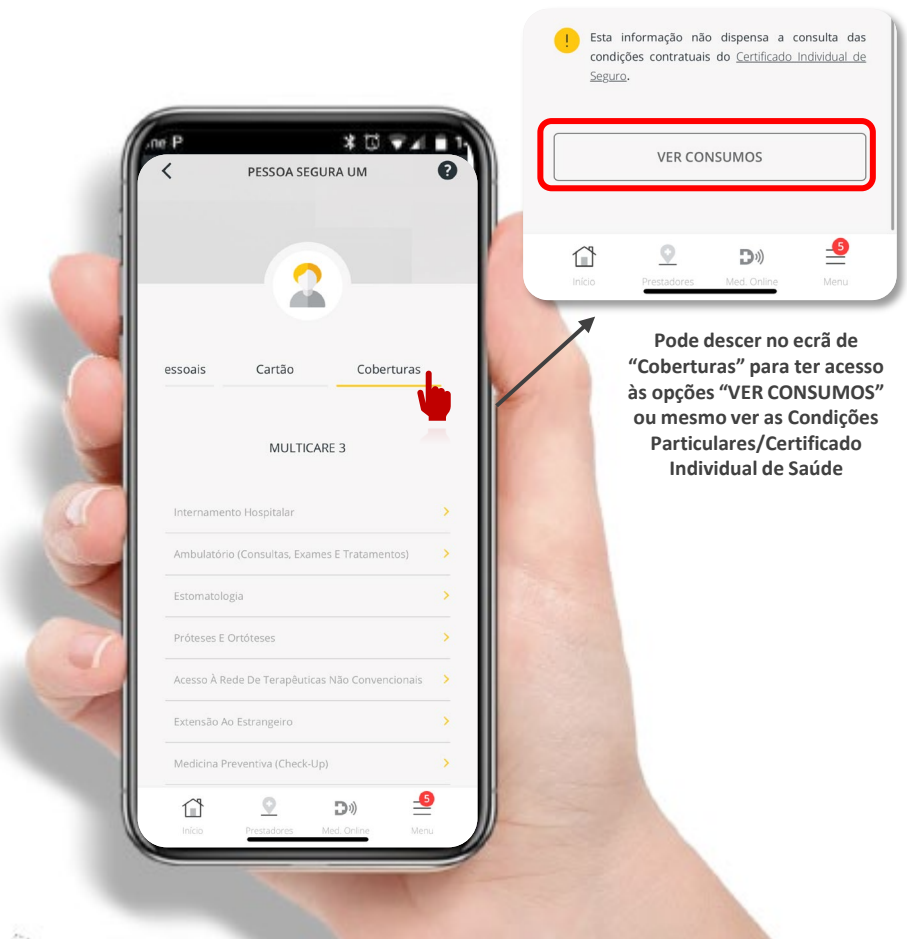 Esta informação não dispensa a consulta das
condições contratuais do Certificado Individual de
Seguro.
VER CONSUMOS
Início
Prestadores
Med. Online
5
Menu
Pode descer no ecrã de
“Coberturas” para ter acesso
às opções “VER CONSUMOS”
ou mesmo ver as Condições
Particulares/Certificado
Individual de Saúde
ne P
PESSOA SEGURA UM
?
essoais
Cartão
Coberturas
MULTICARE 3
Internamento Hospitalar
Ambulatório (Consultas, Exames E Tratamentos)
Estomatologia
Próteses E Ortóteses
Acesso À Rede De Terapêuticas Não Convencionais
Extensão Ao Estrangeiro
Medicina Preventiva (Check-Up)
Início
Prestadores
Med. Online
5
Menu